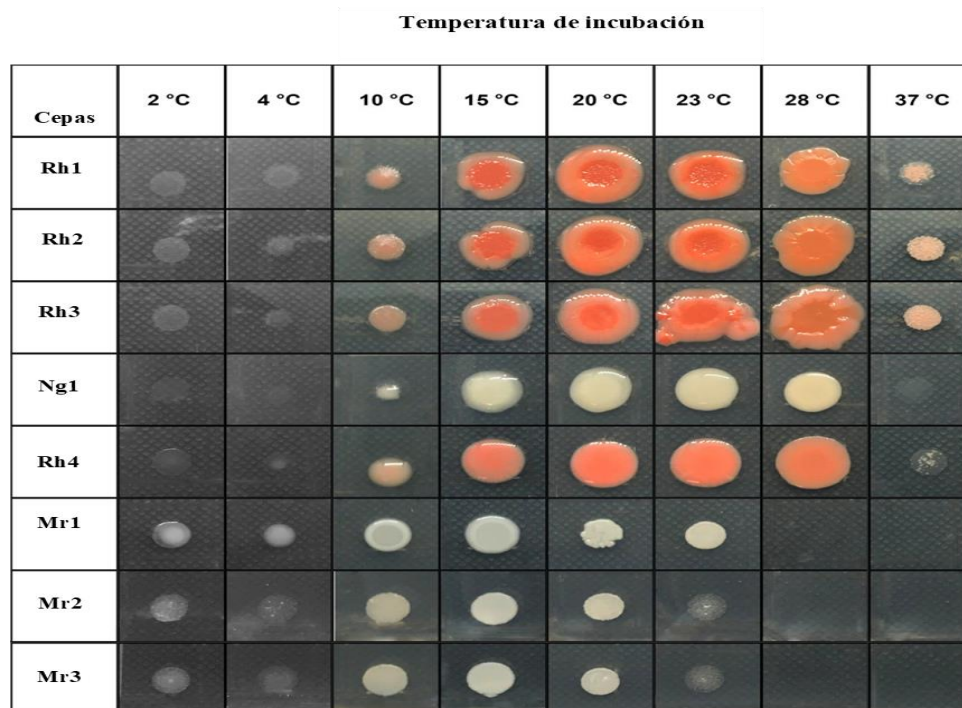 Temperatura de incubación
Cepas 2 °C 4 °C 10 °C 15 °C 20 °C 23 °C 28 °C 37 °C
Rh1
Rh2
Rh3
Ng1
Rh4
Mr1
Mr2
Mr3